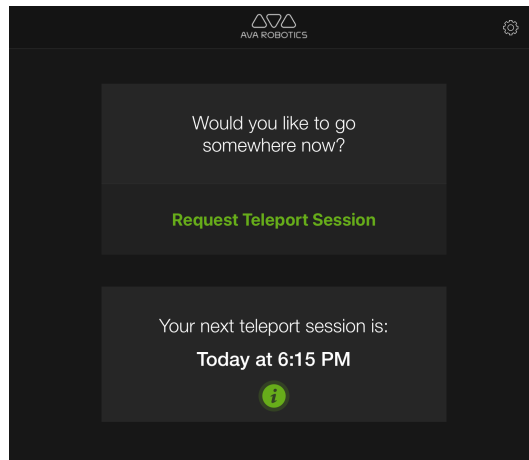 AVA ROBOTICS
Would you like to go
somewhere now?
Request Teleport Session
Your next teleport session is:
Today at 6:15 PM
i